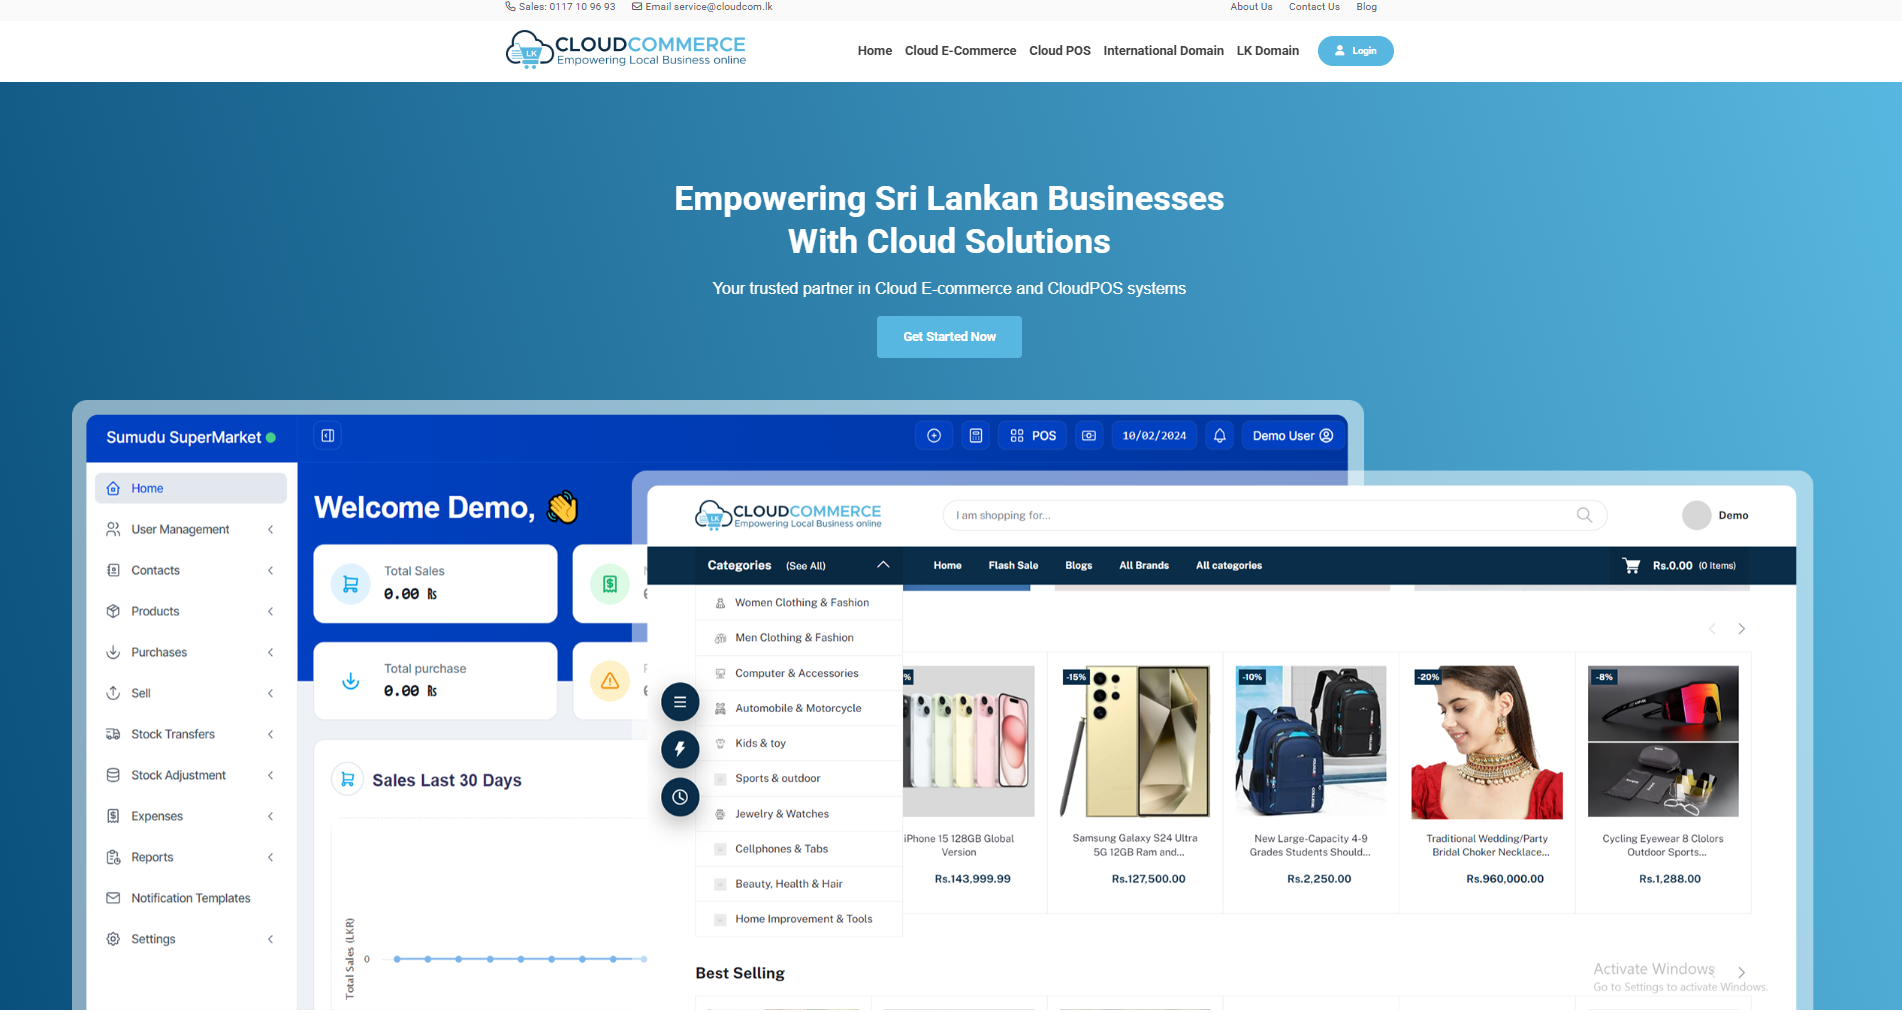 Sales: 0117 10 96 93
Email service@cloudcom.lk
About Us
Contact Us
Blog
LK
CLOUDCOMMERCE
Empowering Local Business online
Home
Cloud E-Commerce
Cloud POS
International Domain
LK Domain
Login
Empowering Sri Lankan Businesses
With Cloud Solutions
Your trusted partner in Cloud E-commerce and CloudPOS systems
Get Started Now
Sumudu SuperMarket
POS
10/02/2024
Demo User
Home
User Management
Contacts
Products
Purchases
Sell
Stock Transfers
Stock Adjustment
Expenses
Reports
Notification Templates
Settings
Welcome Demo,
Total Sales
0.00 ₨
Total purchase
0.00 ₨
Sales Last 30 Days
Total Sales (LKR)
0
LK
CLOUDCOMMERCE
Empowering Local Business online
I am shopping for...
Demo
Categories (See All)
Home
Flash Sale
Blogs
All Brands
All categories
Rs.0.00 (0 Items)
Women Clothing & Fashion
Men Clothing & Fashion
Computer & Accessories
Automobile & Motorcycle
Kids & toy
Sports & outdoor
Jewelry & Watches
Cellphones & Tabs
Beauty, Health & Hair
Home Improvement & Tools
%
iPhone 15 128GB Global
Version
Rs.143,999.99
-15%
Samsung Galaxy S24 Ultra
5G 12GB Ram and...
Rs.127,500.00
-10%
New Large-Capacity 4-9
Grades Students Should...
Rs.2,250.00
-20%
Traditional Wedding/Party
Bridal Choker Necklace...
Rs.960,000.00
-8%
Cycling Eyewear 8 Clolors
Outdoor Sports...
Rs.1,288.00
Best Selling
Activate Windows
Go to Settings to activate Windows.